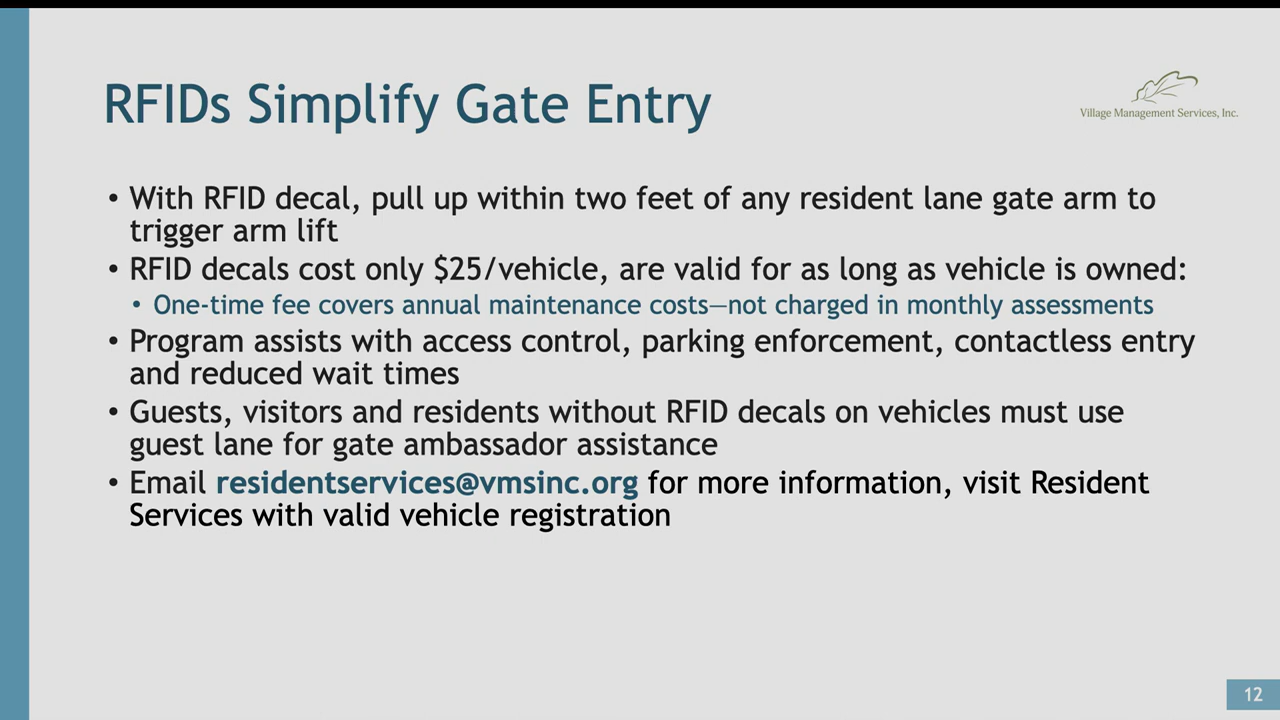 RFIDs Simplify Gate Entry
Village Management Services, Inc.
• With RFID decal, pull up within two feet of any resident lane gate arm to
trigger arm lift
• RFID decals cost only $25/vehicle, are valid for as long as vehicle is owned:
• One-time fee covers annual maintenance costs—not charged in monthly assessments
• Program assists with access control, parking enforcement, contactless entry
and reduced wait times
• Guests, visitors and residents without RFID decals on vehicles must use
guest lane for gate ambassador assistance
• Email residentservices@vmsinc.org for more information, visit Resident
Services with valid vehicle registration
12